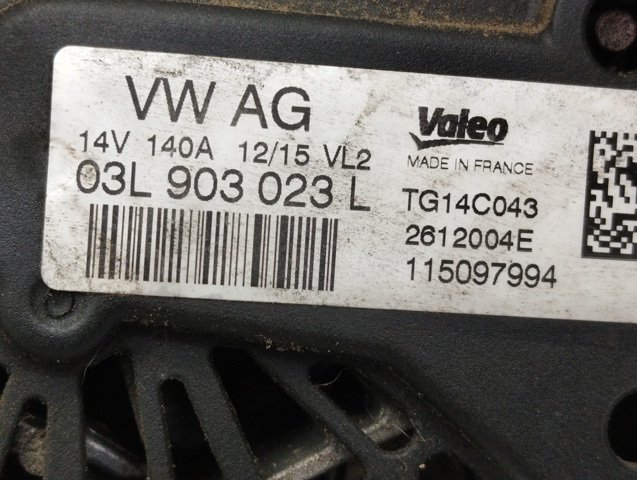 VW AG
14V 140A 12/15 VL2
03L 903 023 L
Valeo
MADE IN FRANCE
TG14C043
2612004E
115097994